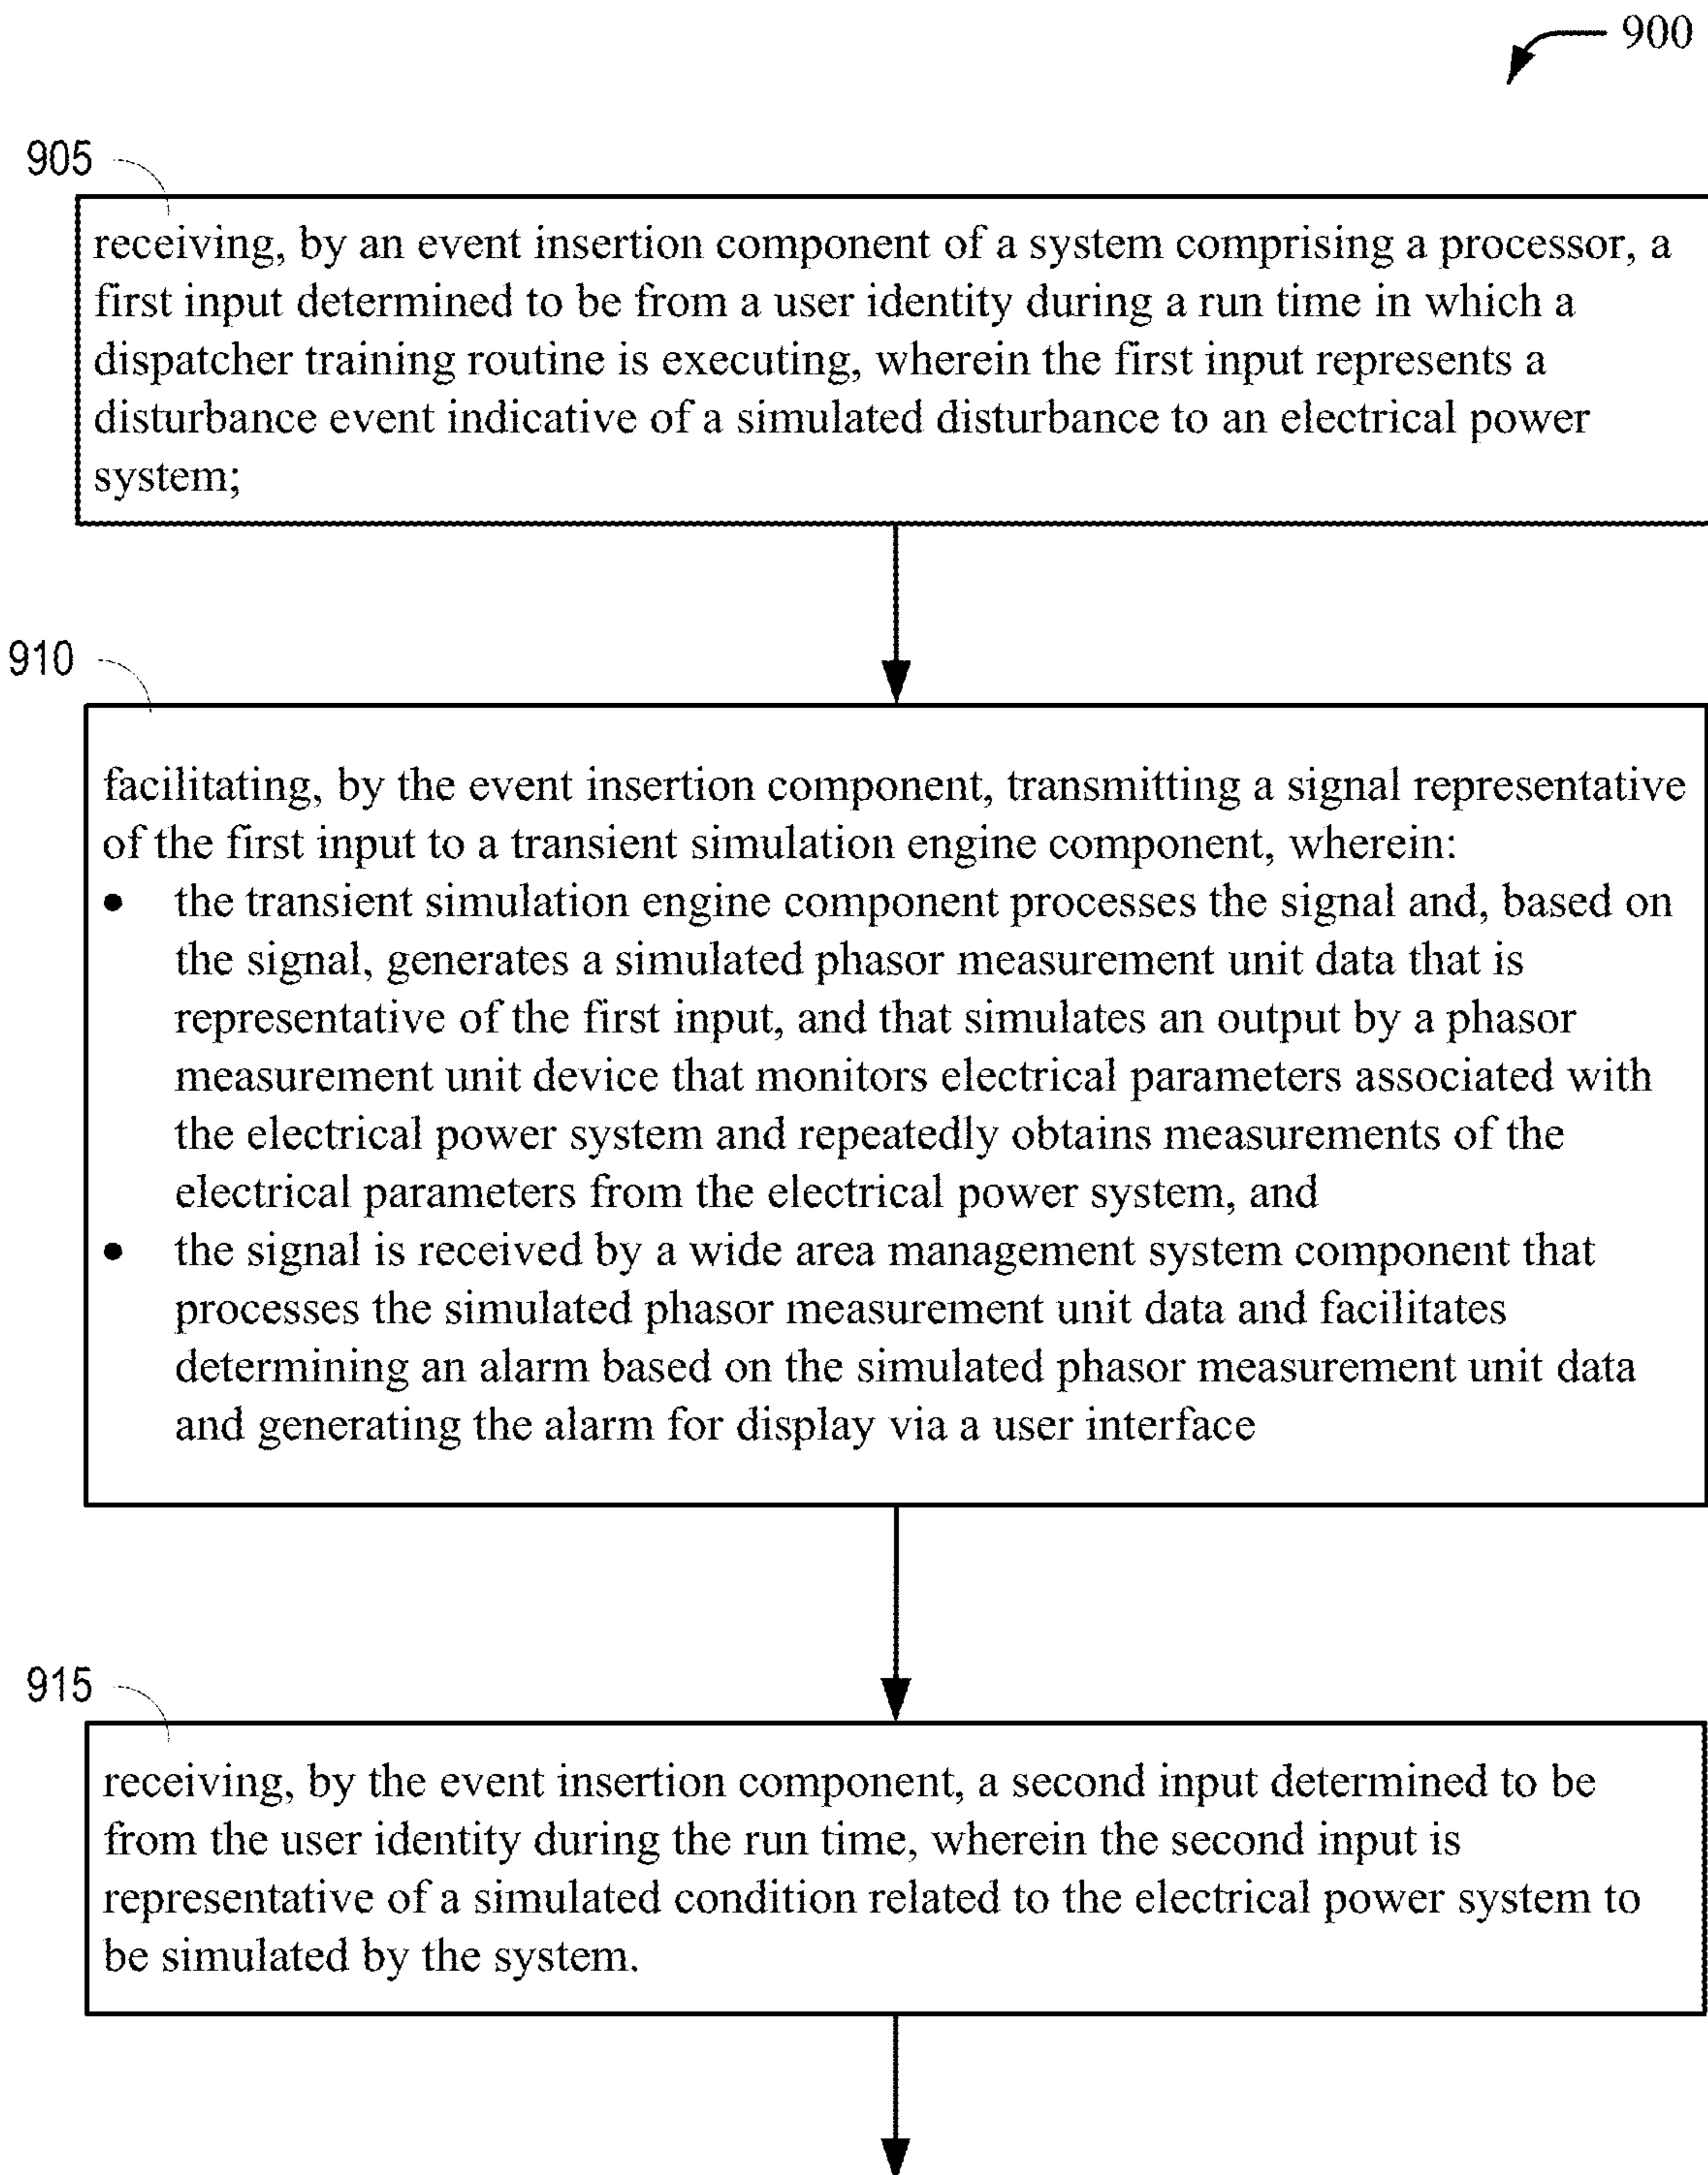 900
905
receiving, by an event insertion component of a system comprising a processor, a
first input determined to be from a user identity during a run time in which a
dispatcher training routine is executing, wherein the first input represents a
disturbance event indicative of a simulated disturbance to an electrical power
system;
910
facilitating, by the event insertion component, transmitting a signal representative
of the first input to a transient simulation engine component, wherein:
• the transient simulation engine component processes the signal and, based on
the signal, generates a simulated phasor measurement unit data that is
representative of the first input, and that simulates an output by a phasor
measurement unit device that monitors electrical parameters associated with
the electrical power system and repeatedly obtains measurements of the
electrical parameters from the electrical power system, and
• the signal is received by a wide area management system component that
processes the simulated phasor measurement unit data and facilitates
determining an alarm based on the simulated phasor measurement unit data
and generating the alarm for display via a user interface
915
receiving, by the event insertion component, a second input determined to be
from the user identity during the run time, wherein the second input is
representative of a simulated condition related to the electrical power system to
be simulated by the system.